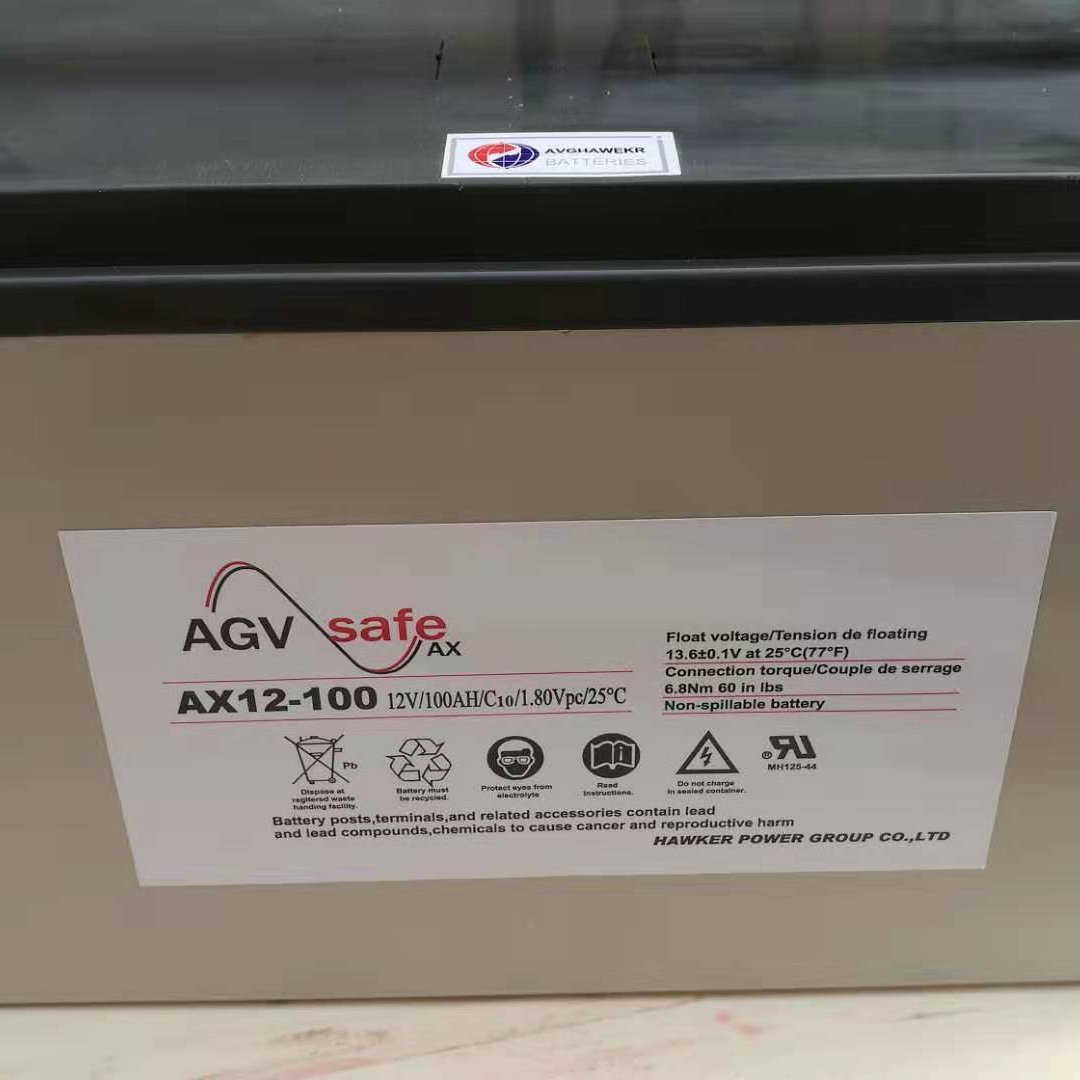 AVGHAWEKR
BATTERIES
AGV safe AX
AX12-100 12V/100AH/C10/1.80Vpc/25°C
Float voltage/Tension de floating
13.6±0.1V at 25°C(77°F)
Connection torque/Couple de serrage
6.8Nm 60 in lbs
Non-spillable battery
Pb
Dispose at
regitered waste
handing facility.
Battery must
be recycled.
Protect eyes from
electrolyte
Read
Instructions.
Do not charge
in sealed container.
® RU
MH125-44
Battery posts,terminals,and related accessories contain lead
and lead compounds,chemicals to cause cancer and reproductive harm
HAWKER POWER GROUP CO.,LTD